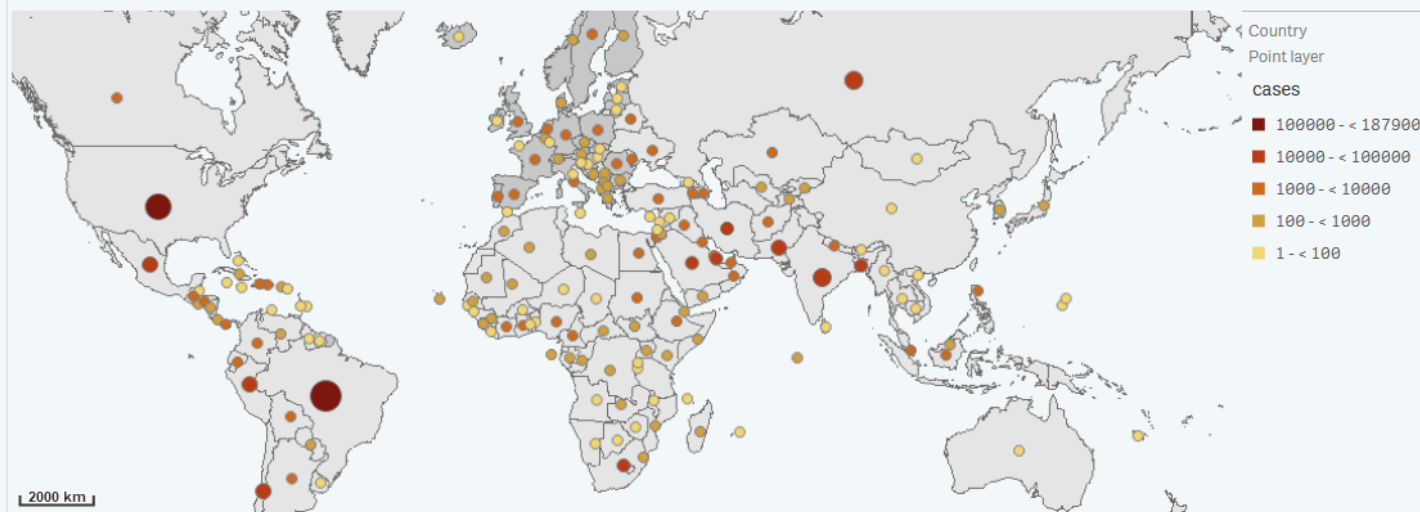 Country
Point layer
cases
100000 - < 187900
10000 - < 100000
1000 - < 10000
100 - < 1000
1 - < 100
2000 km